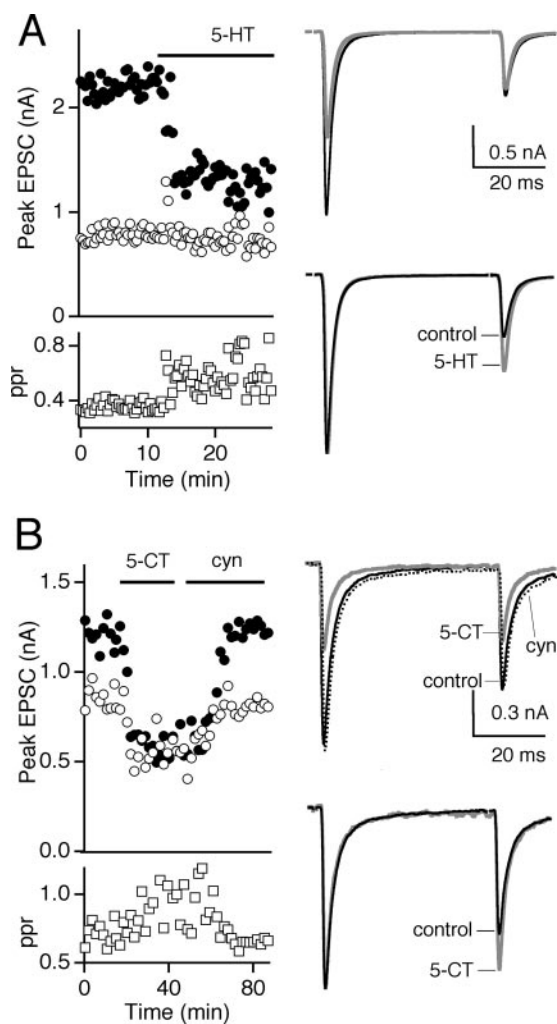 A
5-HT
Peak EPSC (nA)
2
1
0
0.5 nA
20 ms
ppr
0.8
0.4
0
10
20
Time (min)
control
5-HT
B
5-CT
cyn
Peak EPSC (nA)
1.5
1.0
0.5
0.0
5-CT
control
cyn
0.3 nA
20 ms
ppr
1.0
0.5
0
40
80
Time (min)
control
5-CT